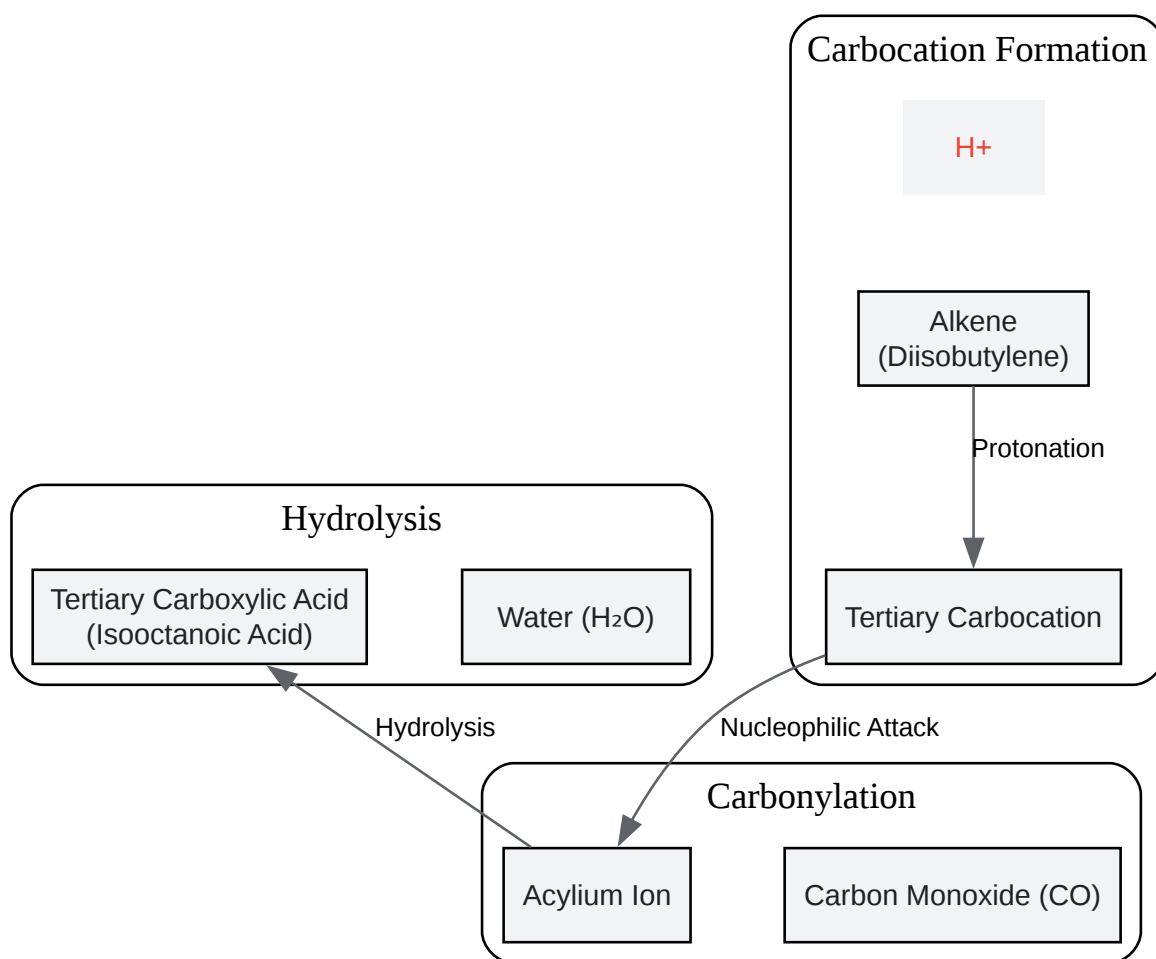 Carbocation Formation
H+
Alkene
(Diisobutylene)
Protonation
Tertiary Carbocation
Hydrolysis
Tertiary Carboxylic Acid
(Isooctanoic Acid)
Water (H₂O)
Hydrolysis
Nucleophilic Attack
Carbonylation
Acylium Ion
Carbon Monoxide (CO)